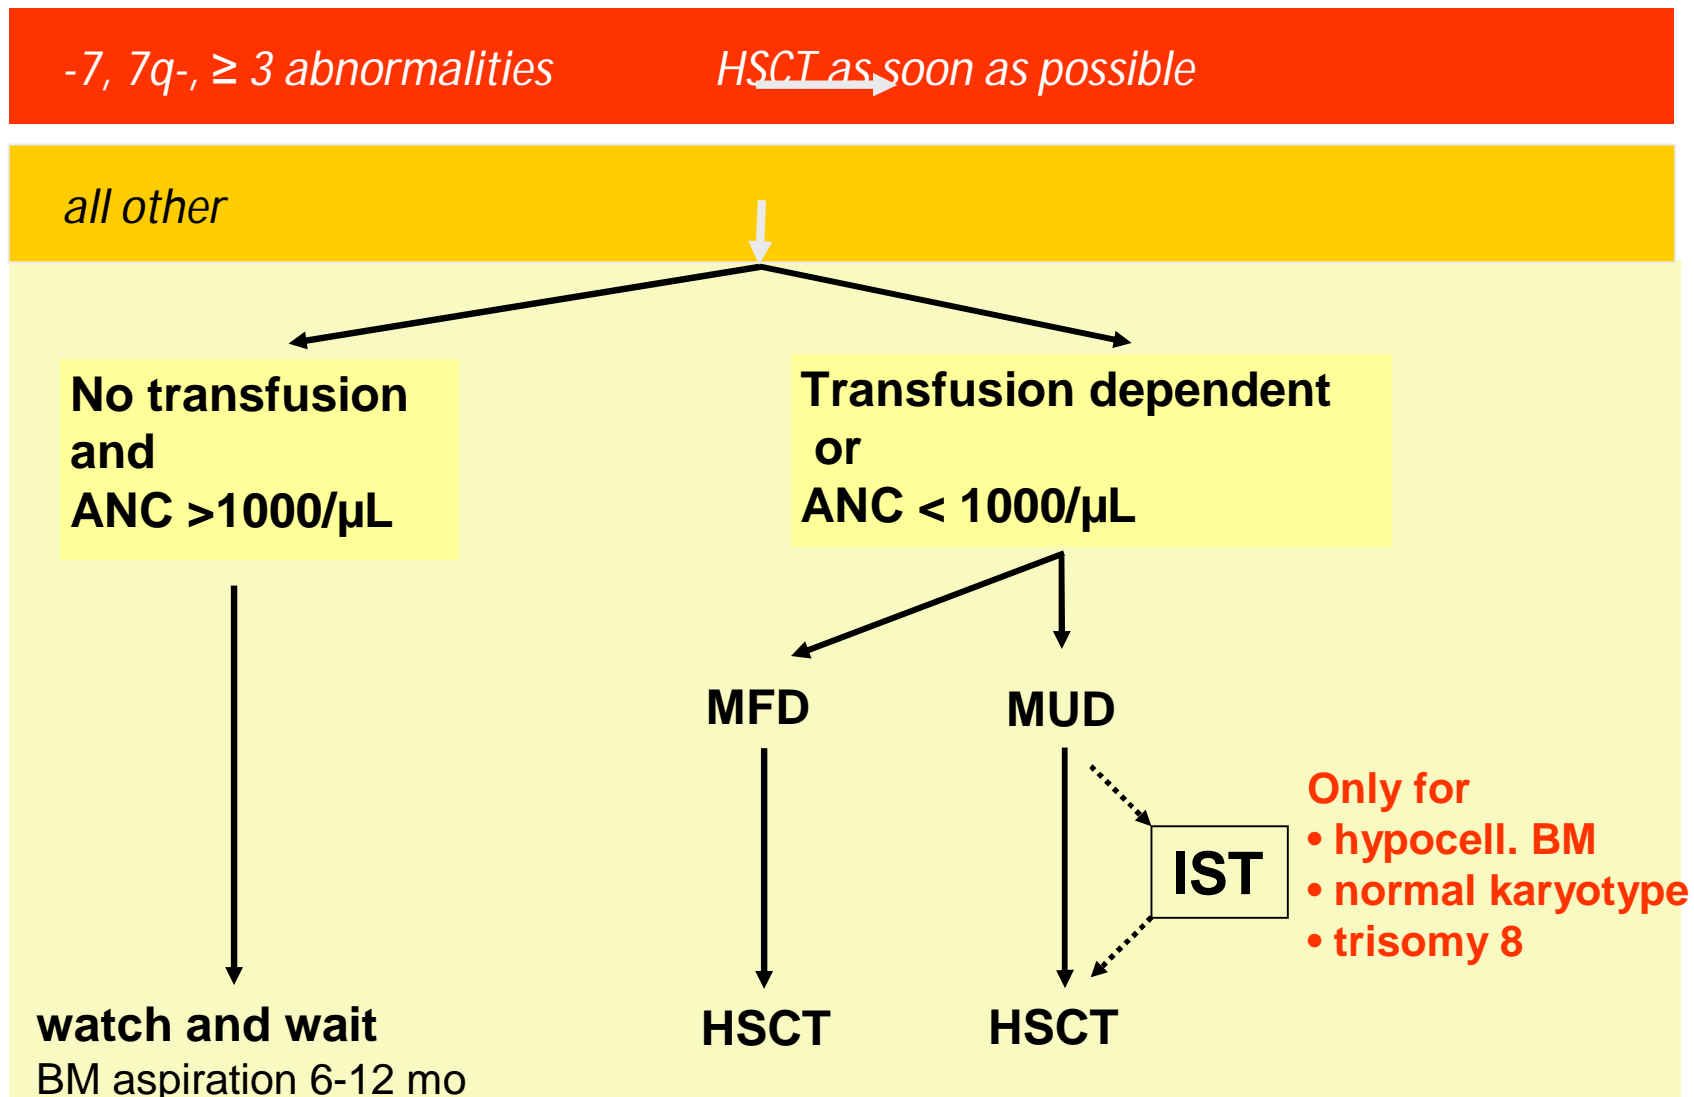 -7, 7q-, ≥ 3 abnormalities HSCT as soon as possible
all other
No transfusion
and
ANC >1000/µL
Transfusion dependent
or
ANC < 1000/µL
MFD
MUD
IST
Only for
• hypocell. BM
• normal karyotype
• trisomy 8
watch and wait
BM aspiration 6-12 mo
HSCT
HSCT